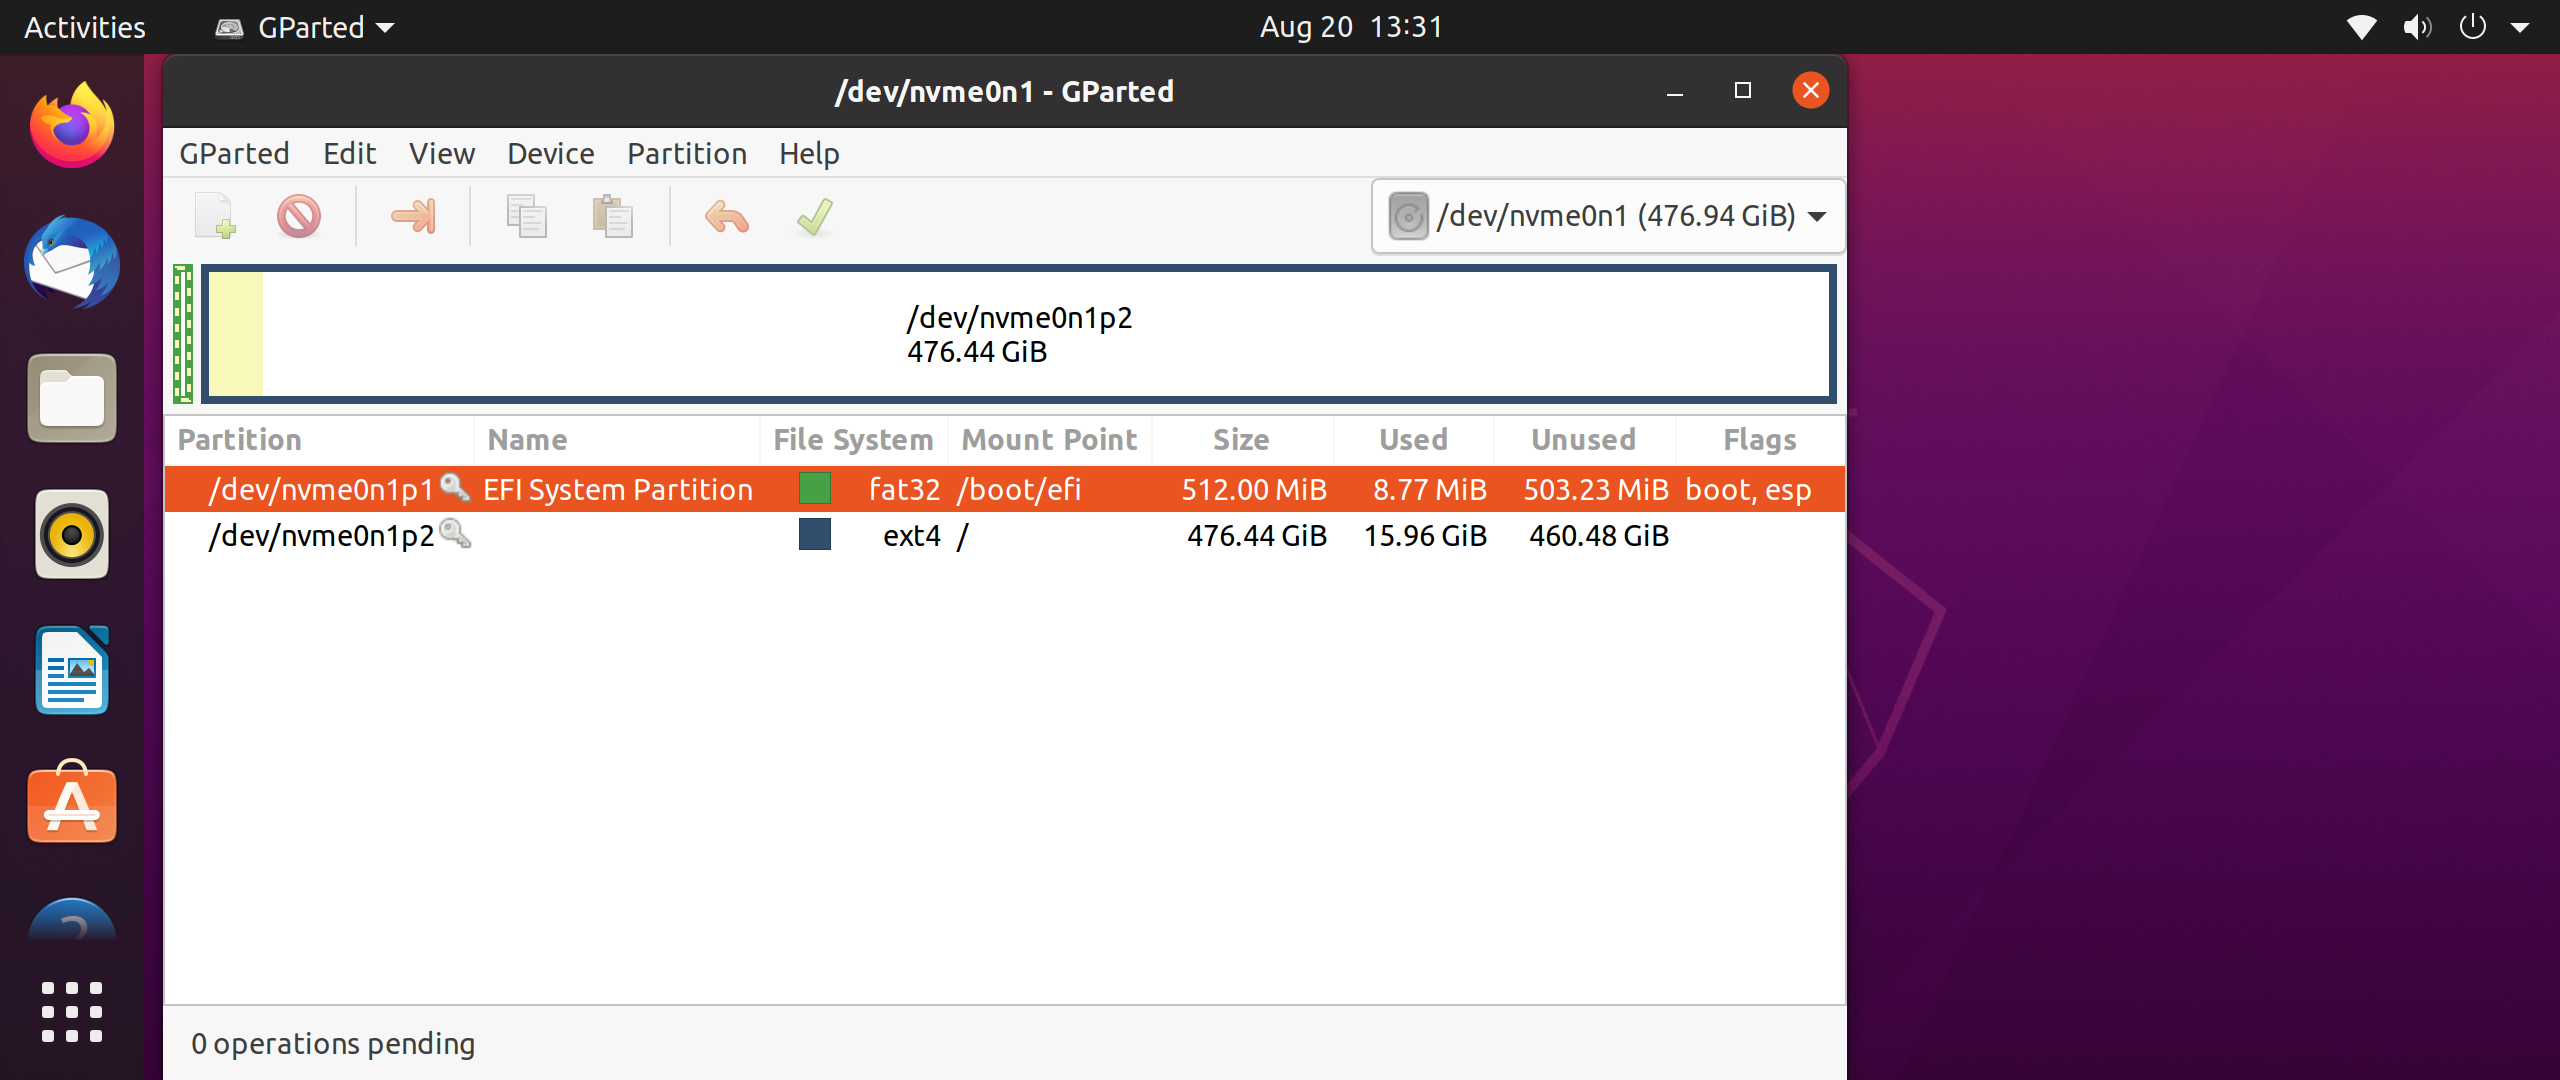 Activities GParted Aug 20 13:31
/dev/nvme0n1 - GParted
GParted Edit View Device Partition Help
/dev/nvme0n1 (476.94 GiB)
/dev/nvme0n1p2
476.44 GiB
Partition Name File System Mount Point Size Used Unused Flags
/dev/nvme0n1p1 EFI System Partition fat32 /boot/efi 512.00 MiB 8.77 MiB 503.23 MiB boot, esp
/dev/nvme0n1p2 ext4 / 476.44 GiB 15.96 GiB 460.48 GiB
0 operations pending